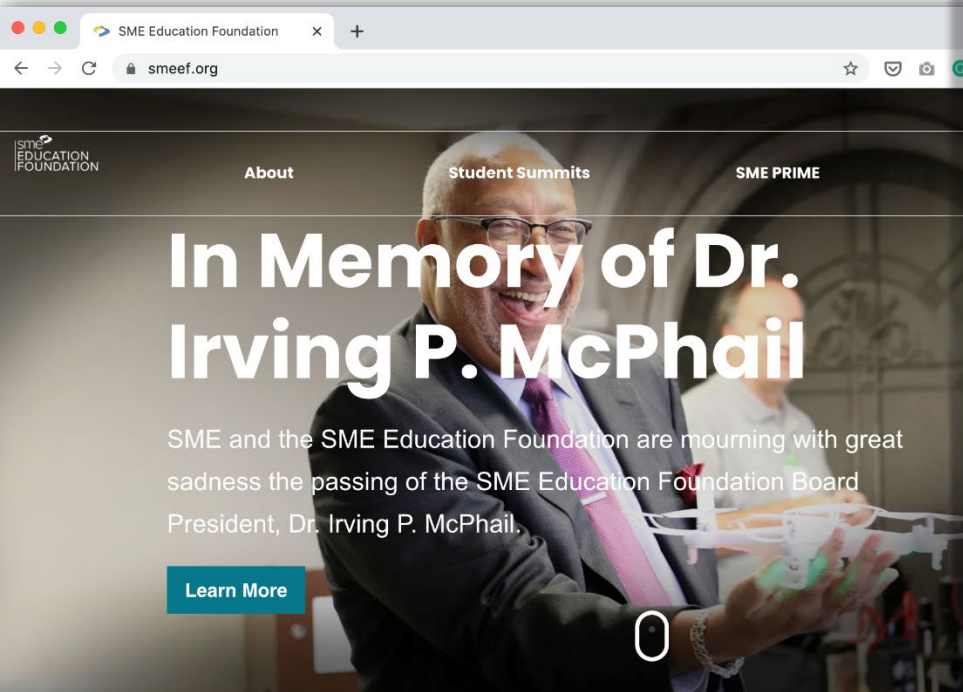 SME Education Foundation
smeef.org
sme
EDUCATION
FOUNDATION
About
Student Summits
SME PRIME
In Memory of Dr.
Irving P. McPhail
SME and the SME Education Foundation are mourning with great
sadness the passing of the SME Education Foundation Board
President, Dr. Irving P. McPhail.
Learn More